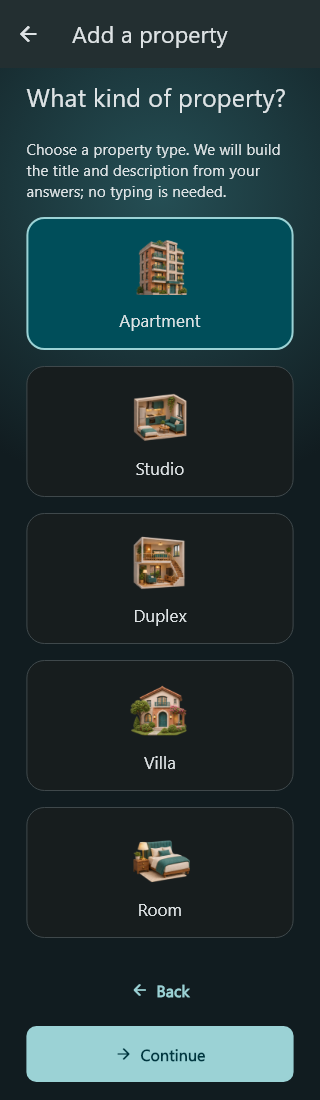 Add a property
What kind of property?
Choose a property type. We will build
the title and description from your
answers; no typing is needed.
Apartment
Studio
Duplex
Villa
Room
Back
Continue